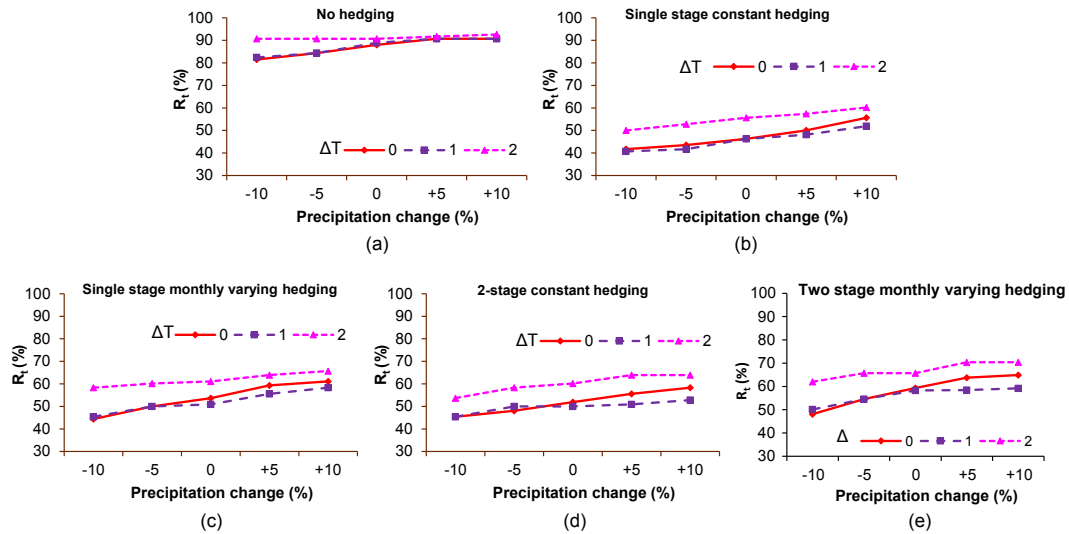 No hedging
R_t (%)
100
90
80
70
60
50
40
30
ΔT 0 1 2
-10 -5 0 +5 +10
Precipitation change (%)
(a)
Single stage constant hedging
R_t (%)
100
90
80
70
60
50
40
30
ΔT 0 1 2
-10 -5 0 +5 +10
Precipitation change (%)
(b)
Single stage monthly varying hedging
R_t (%)
100
90
80
70
60
50
40
30
ΔT 0 1 2
-10 -5 0 +5 +10
Precipitation change (%)
(c)
2-stage constant hedging
R_t (%)
100
90
80
70
60
50
40
30
ΔT 0 1 2
-10 -5 0 +5 +10
Precipitation change (%)
(d)
Two stage monthly varying hedging
R_t (%)
100
90
80
70
60
50
40
30
Δ 0 1 2
-10 -5 0 +5 +10
Precipitation change (%)
(e)